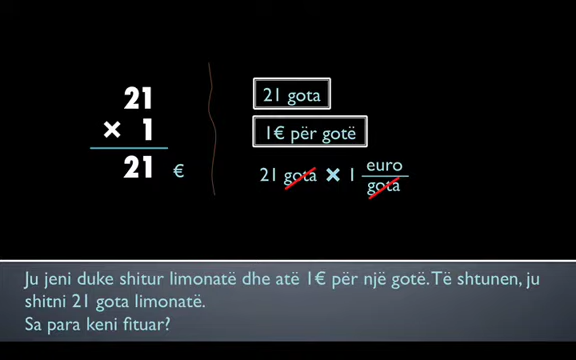 21
× 1
21 €
21 gota
1€ për gotë
21 gota × 1 euro
gota
Ju jeni duke shitur limonatë dhe atë 1€ për një gotë. Të shtunen, ju
shitni 21 gota limonatë.
Sa para keni fituar?